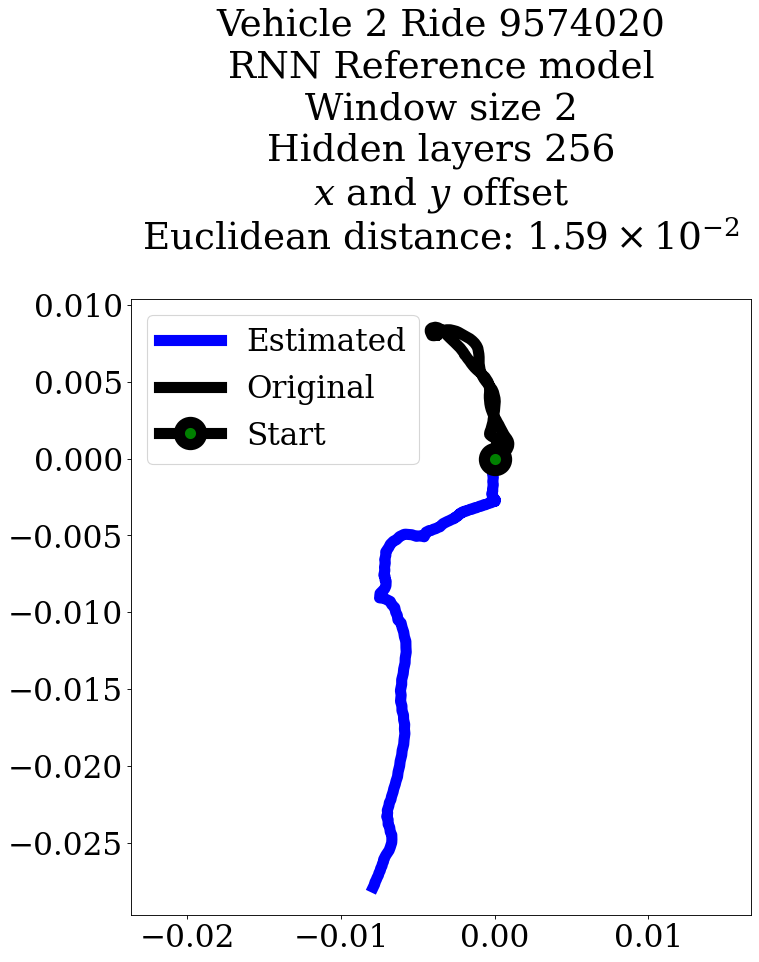 Vehicle 2 Ride 9574020
RNN Reference model
Window size 2
Hidden layers 256
x and y offset
Euclidean distance: 1.59 × 10⁻²
0.010
0.005
0.000
−0.005
−0.010
−0.015
−0.020
−0.025
Estimated
Original
Start
−0.02 −0.01 0.00 0.01